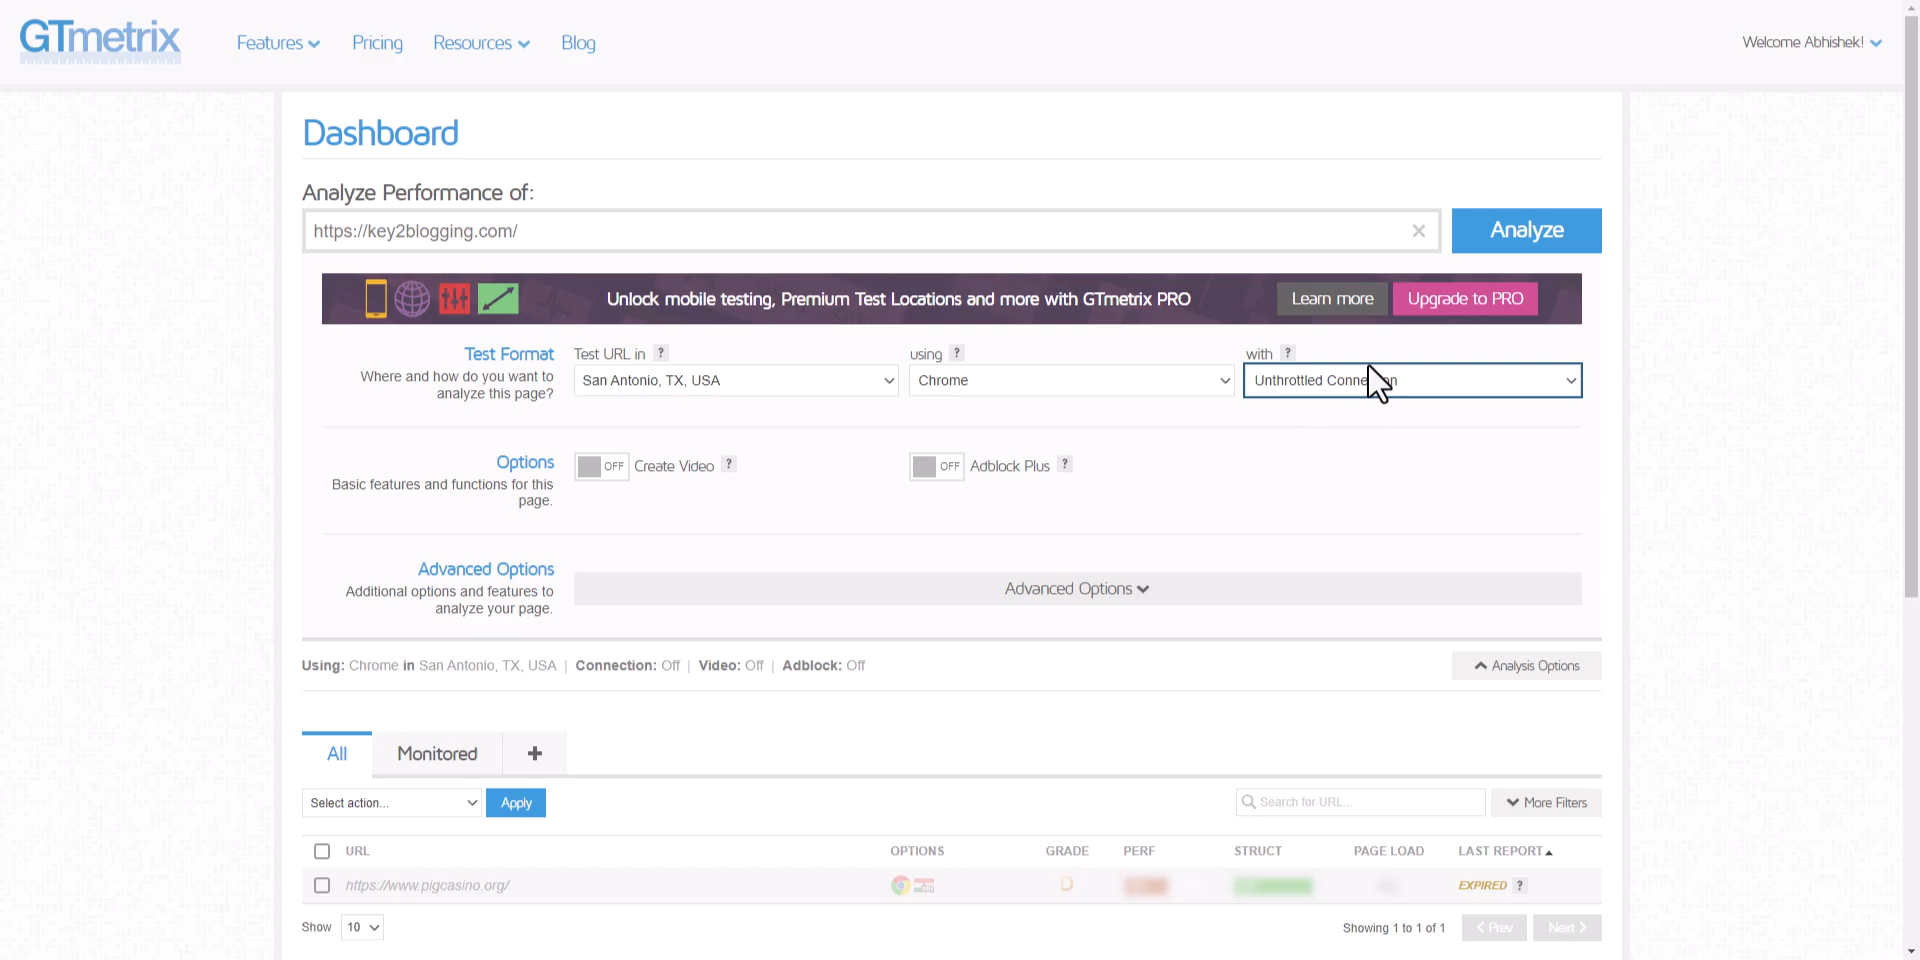 GTmetrix
Features
Pricing
Resources
Blog
Welcome Abhishek!
Dashboard
Analyze Performance of:
https://key2blogging.com/
Analyze
Unlock mobile testing, Premium Test Locations and more with GTmetrix PRO
Learn more
Upgrade to PRO
Test Format
Where and how do you want to
analyze this page?
Test URL in ?
San Antonio, TX, USA
using ?
Chrome
with ?
Unthrottled
Options
Basic features and functions for this
page.
OFF Create Video ?
OFF Adblock Plus ?
Advanced Options
Additional options and features to
analyze your page.
Advanced Options
Using: Chrome in San Antonio, TX, USA | Connection: Off | Video: Off | Adblock: Off
Analysis Options
All
Monitored
+
Select action...
Apply
Search for URL...
More Filters
URL
OPTIONS
GRADE
PERF
STRUCT
PAGE LOAD
LAST REPORT
https://www.pigcasino.org/
D
EXPIRED ?
Show 10
Showing 1 to 1 of 1
Prev
Next